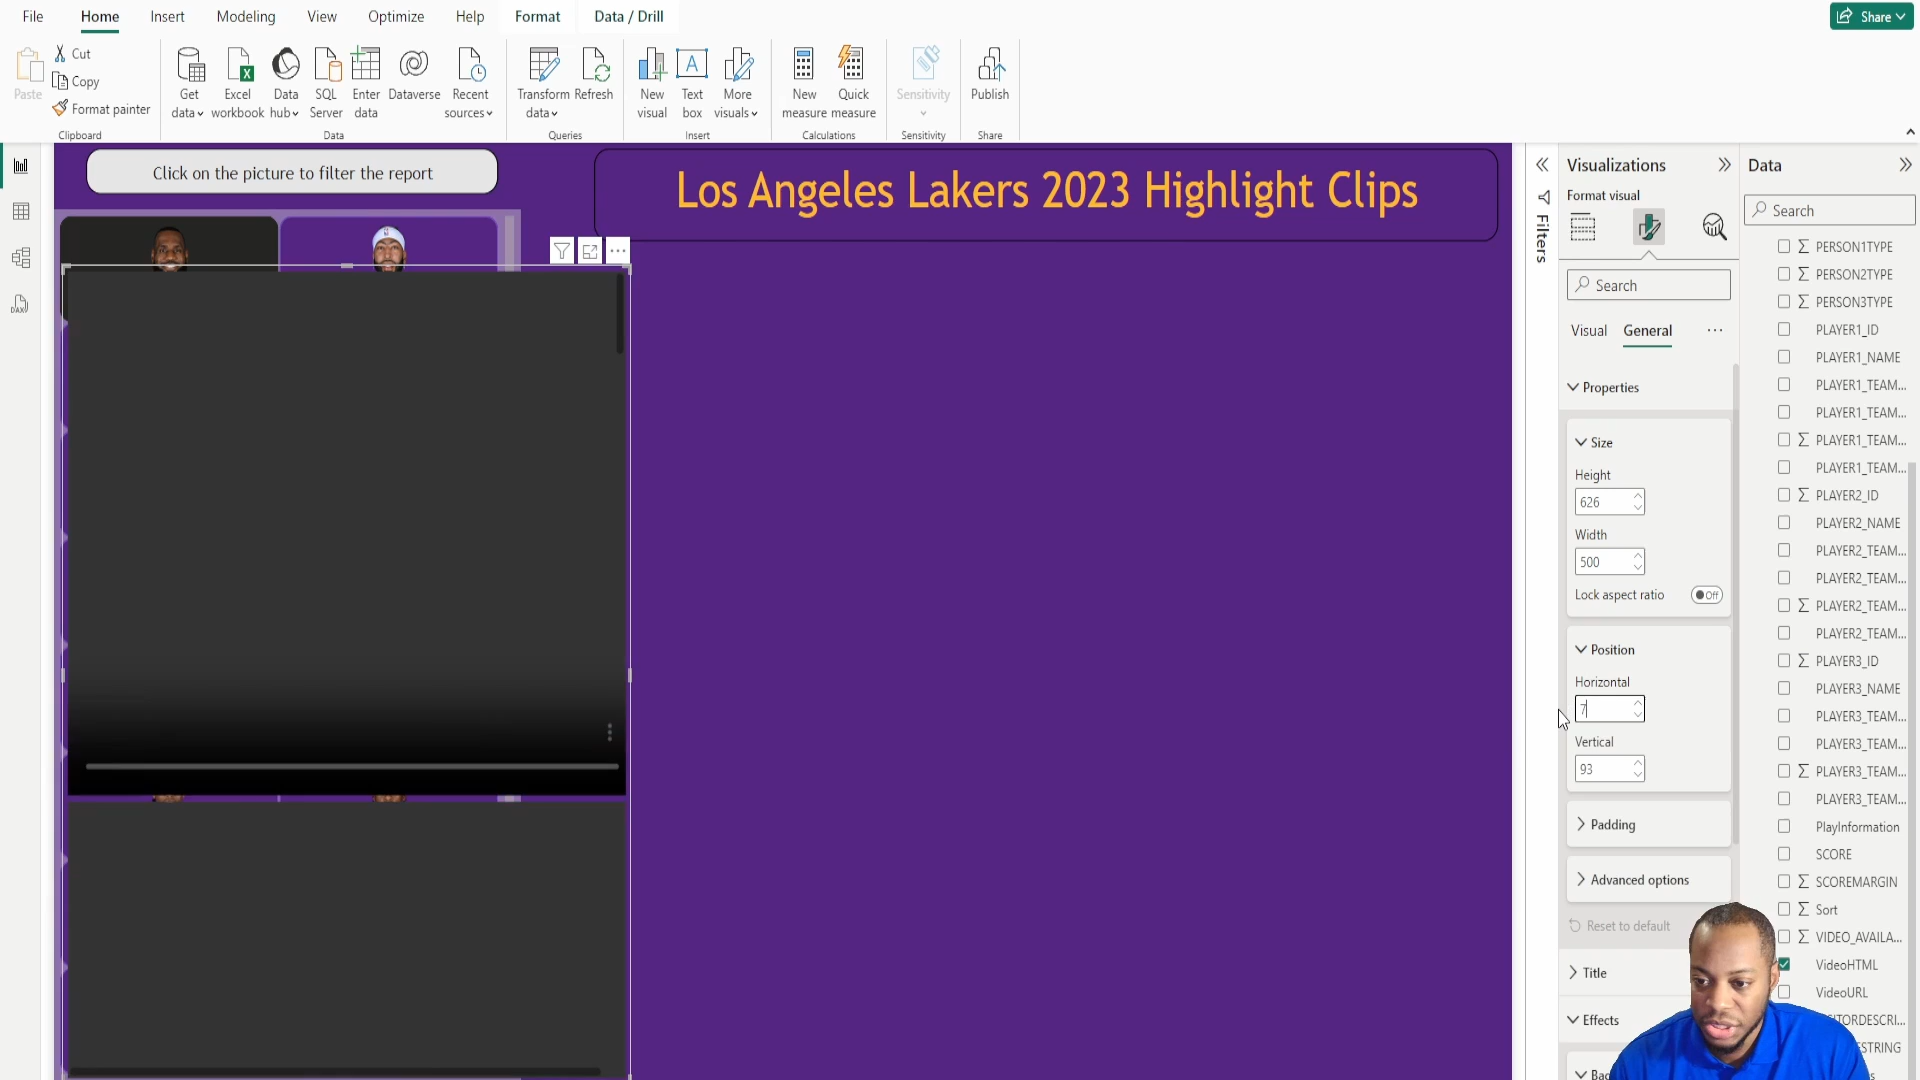 File Home Insert Modeling View Optimize Help Format Data / Drill Share
Paste
Cut
Copy
Format painter
Clipboard
Get data
Excel workbook
Data hub
SQL Server
Enter data
Dataverse
Recent sources
Data
Transform data
Refresh
Queries
New visual
Text box
More visuals
Insert
New measure
Quick measure
Calculations
Sensitivity
Sensitivity
Publish
Share
DAX
Click on the picture to filter the report
Los Angeles Lakers 2023 Highlight Clips
Filters
Visualizations
Format visual
Search
Visual General
Properties
Size
Height
626
Width
500
Lock aspect ratio Off
Position
Horizontal
7
Vertical
93
Padding
Advanced options
Reset to default
Title
Effects
Data
Search
PERSON1TYPE
PERSON2TYPE
PERSON3TYPE
PLAYER1_ID
PLAYER1_NAME
PLAYER1_TEAM...
PLAYER1_TEAM...
PLAYER1_TEAM...
PLAYER1_TEAM...
PLAYER2_ID
PLAYER2_NAME
PLAYER2_TEAM...
PLAYER2_TEAM...
PLAYER2_TEAM...
PLAYER2_TEAM...
PLAYER3_ID
PLAYER3_NAME
PLAYER3_TEAM...
PLAYER3_TEAM...
PLAYER3_TEAM...
PLAYER3_TEAM...
PlayInformation
SCORE
SCOREMARGIN
Sort
VIDEO_AVAILA...
VideoHTML
VideoURL